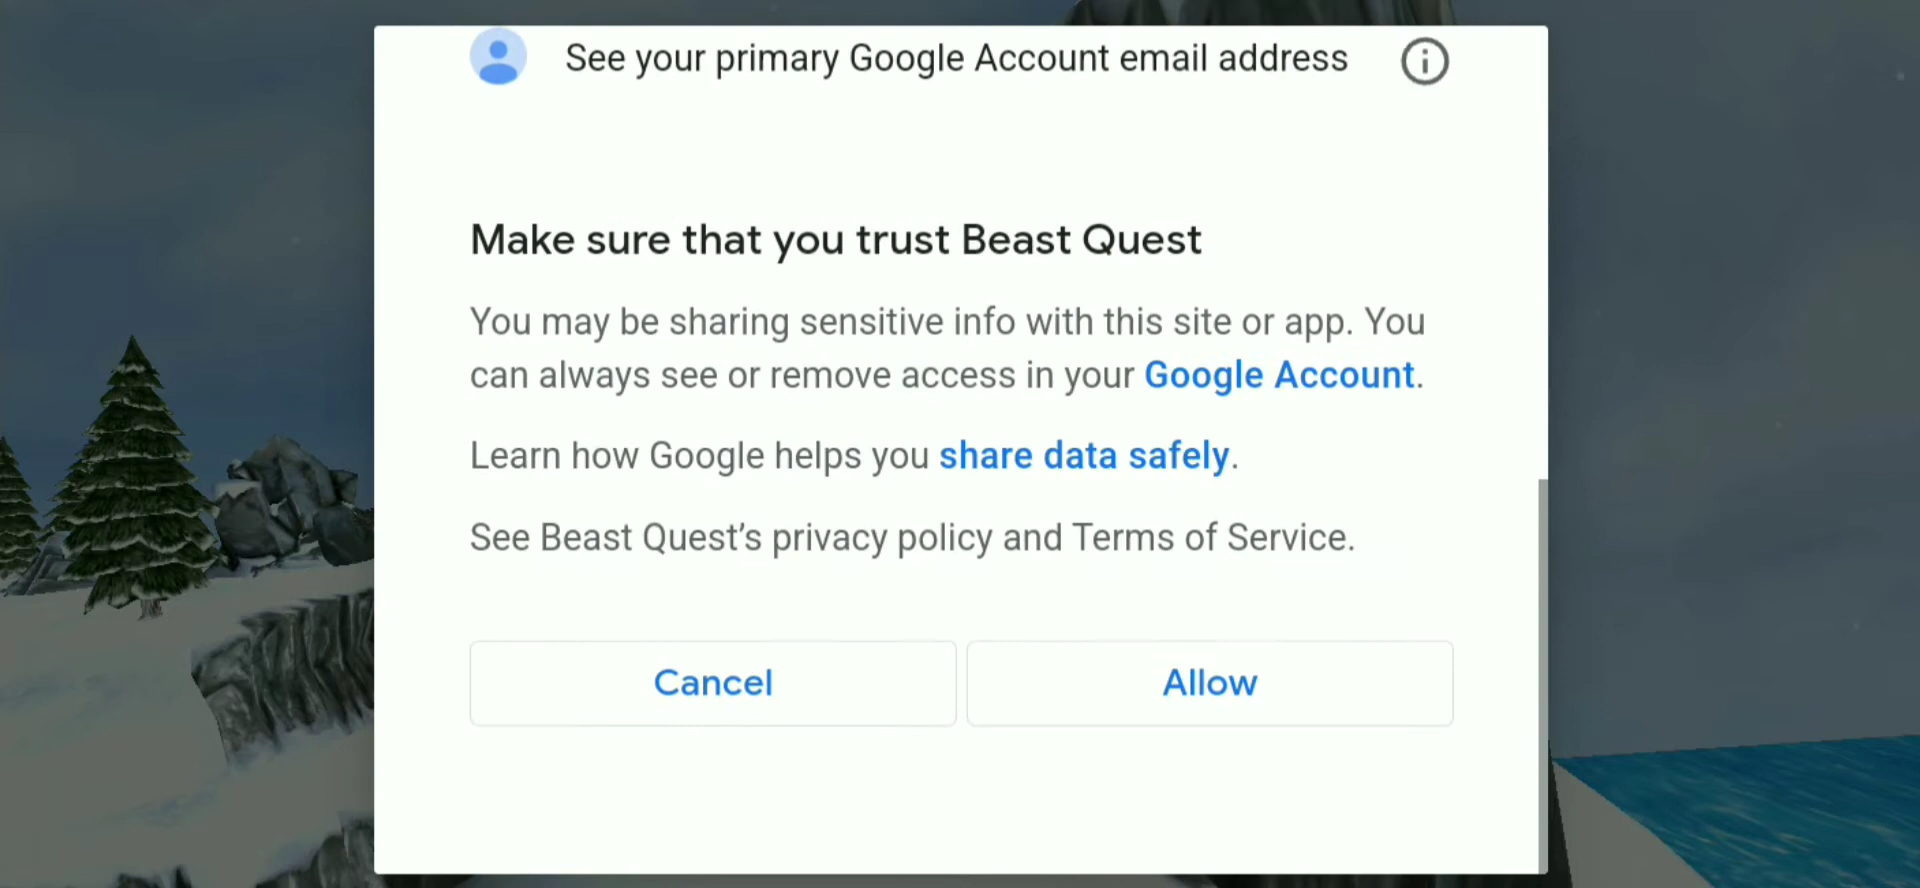 See your primary Google Account email address
Make sure that you trust Beast Quest
You may be sharing sensitive info with this site or app. You
can always see or remove access in your Google Account.
Learn how Google helps you share data safely.
See Beast Quest’s privacy policy and Terms of Service.
Cancel
Allow